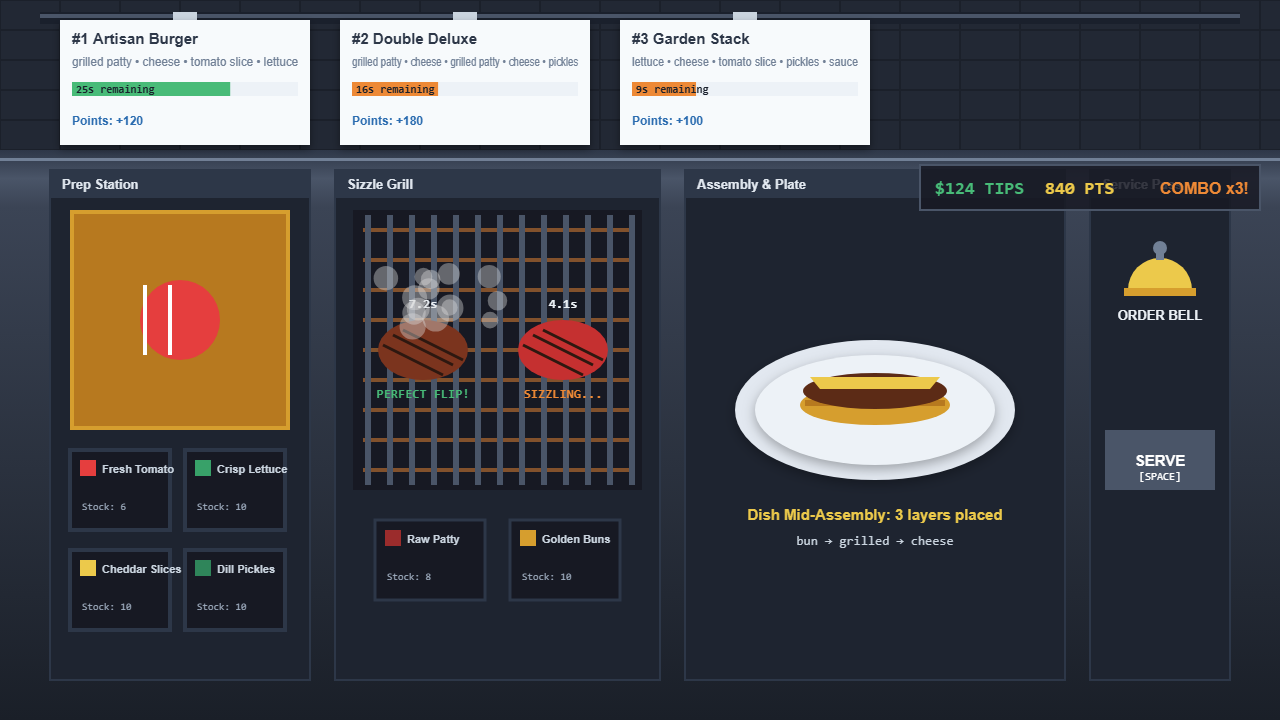 #1 Artisan Burger
grilled patty • cheese • tomato slice • lettuce
25s remaining
Points: +120
#2 Double Deluxe
grilled patty • cheese • grilled patty • cheese • pickles
16s remaining
Points: +180
#3 Garden Stack
lettuce • cheese • tomato slice • pickles • sauce
9s remaining
Points: +100
$124 TIPS 840 PTS COMBO x3!
Prep Station
Fresh Tomato
Stock: 6
Crisp Lettuce
Stock: 10
Cheddar Slices
Stock: 10
Dill Pickles
Stock: 10
Sizzle Grill
7.2s
4.1s
PERFECT FLIP!
SIZZLING...
Raw Patty
Stock: 8
Golden Buns
Stock: 10
Assembly & Plate
Dish Mid-Assembly: 3 layers placed
bun → grilled → cheese
Service
ORDER BELL
SERVE
[SPACE]